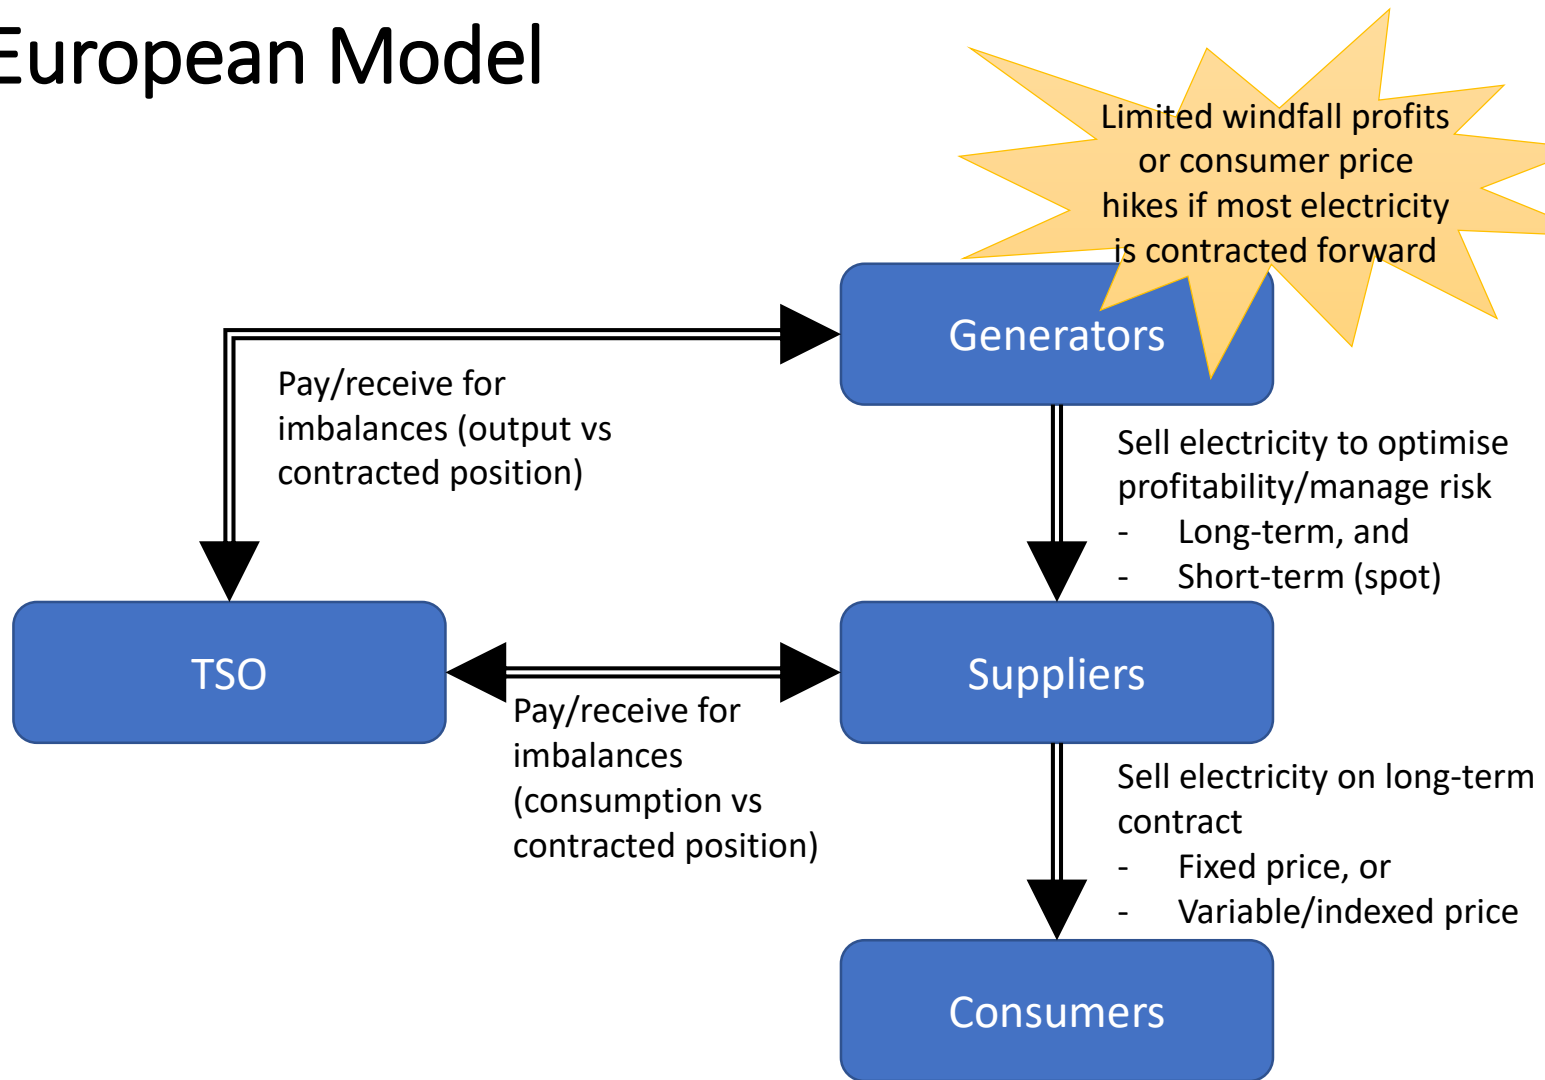 European Model
Limited windfall profits
or consumer price
hikes if most electricity
is contracted forward
Generators
Pay/receive for
imbalances (output vs
contracted position)
Sell electricity to optimise
profitability/manage risk
- Long-term, and
- Short-term (spot)
TSO
Suppliers
Pay/receive for
imbalances
(consumption vs
contracted position)
Sell electricity on long-term
contract
- Fixed price, or
- Variable/indexed price
Consumers